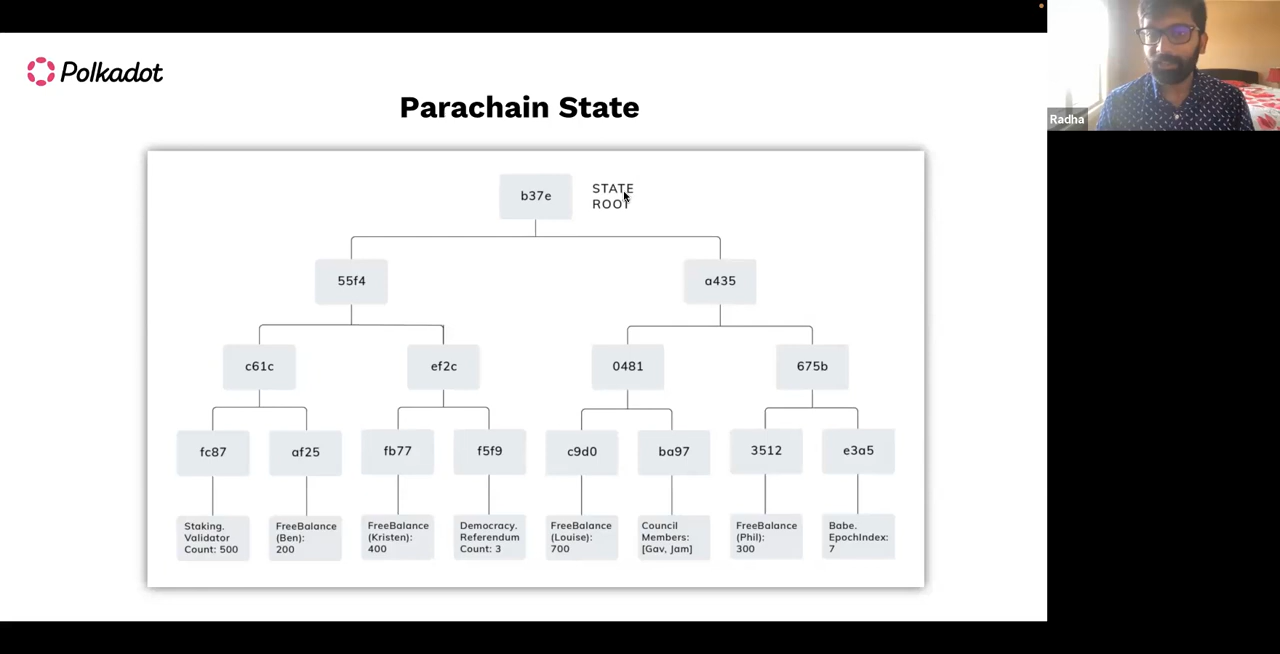 Polkadot
Parachain State
Radha
b37e
STATE
ROOT
55f4
a435
c61c
ef2c
0481
675b
fc87
af25
fb77
f5f9
c9d0
ba97
3512
e3a5
Staking.
Validator
Count: 500
FreeBalance
(Ben):
200
FreeBalance
(Kristen):
400
Democracy.
Referendum
Count: 3
FreeBalance
(Louise):
700
Council
Members:
[Gav, Jam]
FreeBalance
(Phil):
300
Babe.
EpochIndex:
7